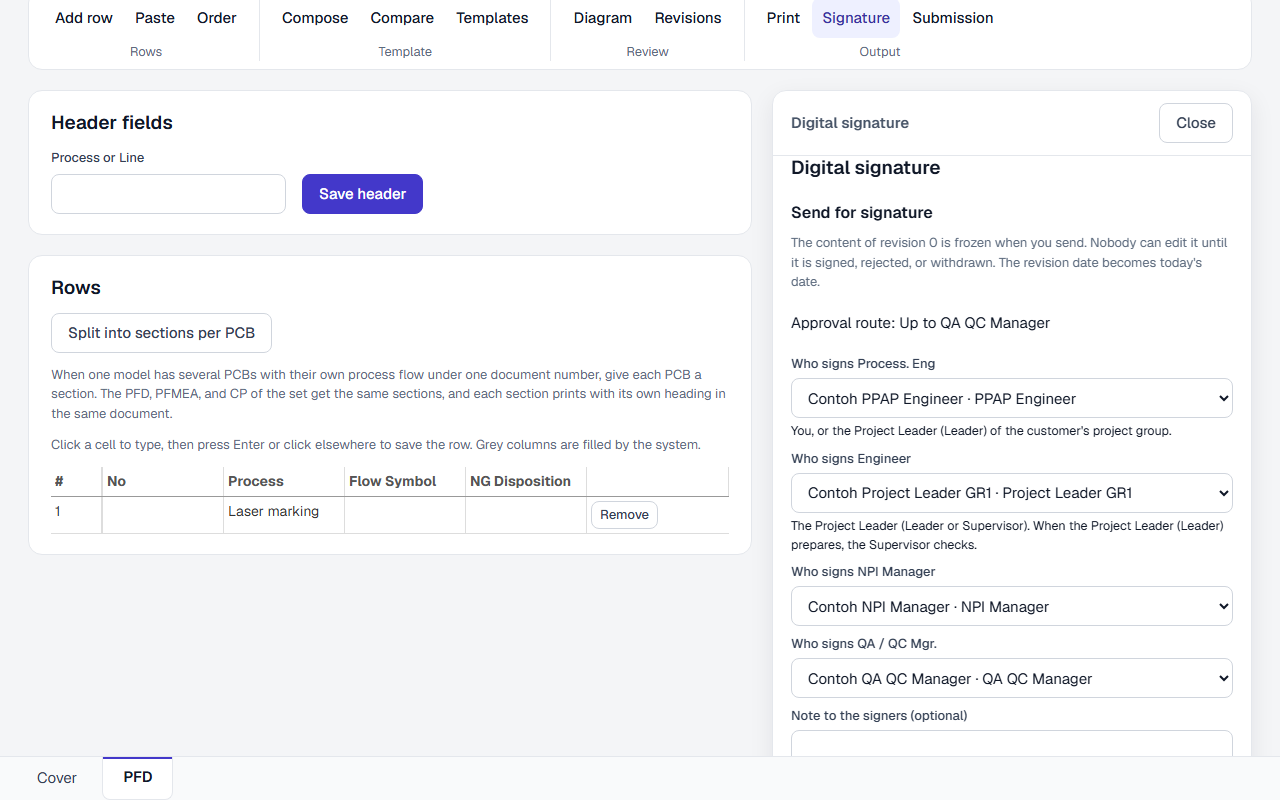 Add row Paste Order Compose Compare Templates Diagram Revisions Print Signature Submission
Rows Template Review Output
Header fields
Process or Line
Save header
Rows
Split into sections per PCB
When one model has several PCBs with their own process flow under one document number, give each PCB a
section. The PFD, PFMEA, and CP of the set get the same sections, and each section prints with its own heading in
the same document.
Click a cell to type, then press Enter or click elsewhere to save the row. Grey columns are filled by the system.
# No Process Flow Symbol NG Disposition
1 Laser marking Remove
Digital signature Close
Digital signature
Send for signature
The content of revision 0 is frozen when you send. Nobody can edit it until
it is signed, rejected, or withdrawn. The revision date becomes today's
date.
Approval route: Up to QA QC Manager
Who signs Process. Eng
Contoh PPAP Engineer · PPAP Engineer
You, or the Project Leader (Leader) of the customer's project group.
Who signs Engineer
Contoh Project Leader GR1 · Project Leader GR1
The Project Leader (Leader or Supervisor). When the Project Leader (Leader)
prepares, the Supervisor checks.
Who signs NPI Manager
Contoh NPI Manager · NPI Manager
Who signs QA / QC Mgr.
Contoh QA QC Manager · QA QC Manager
Note to the signers (optional)
Cover PFD